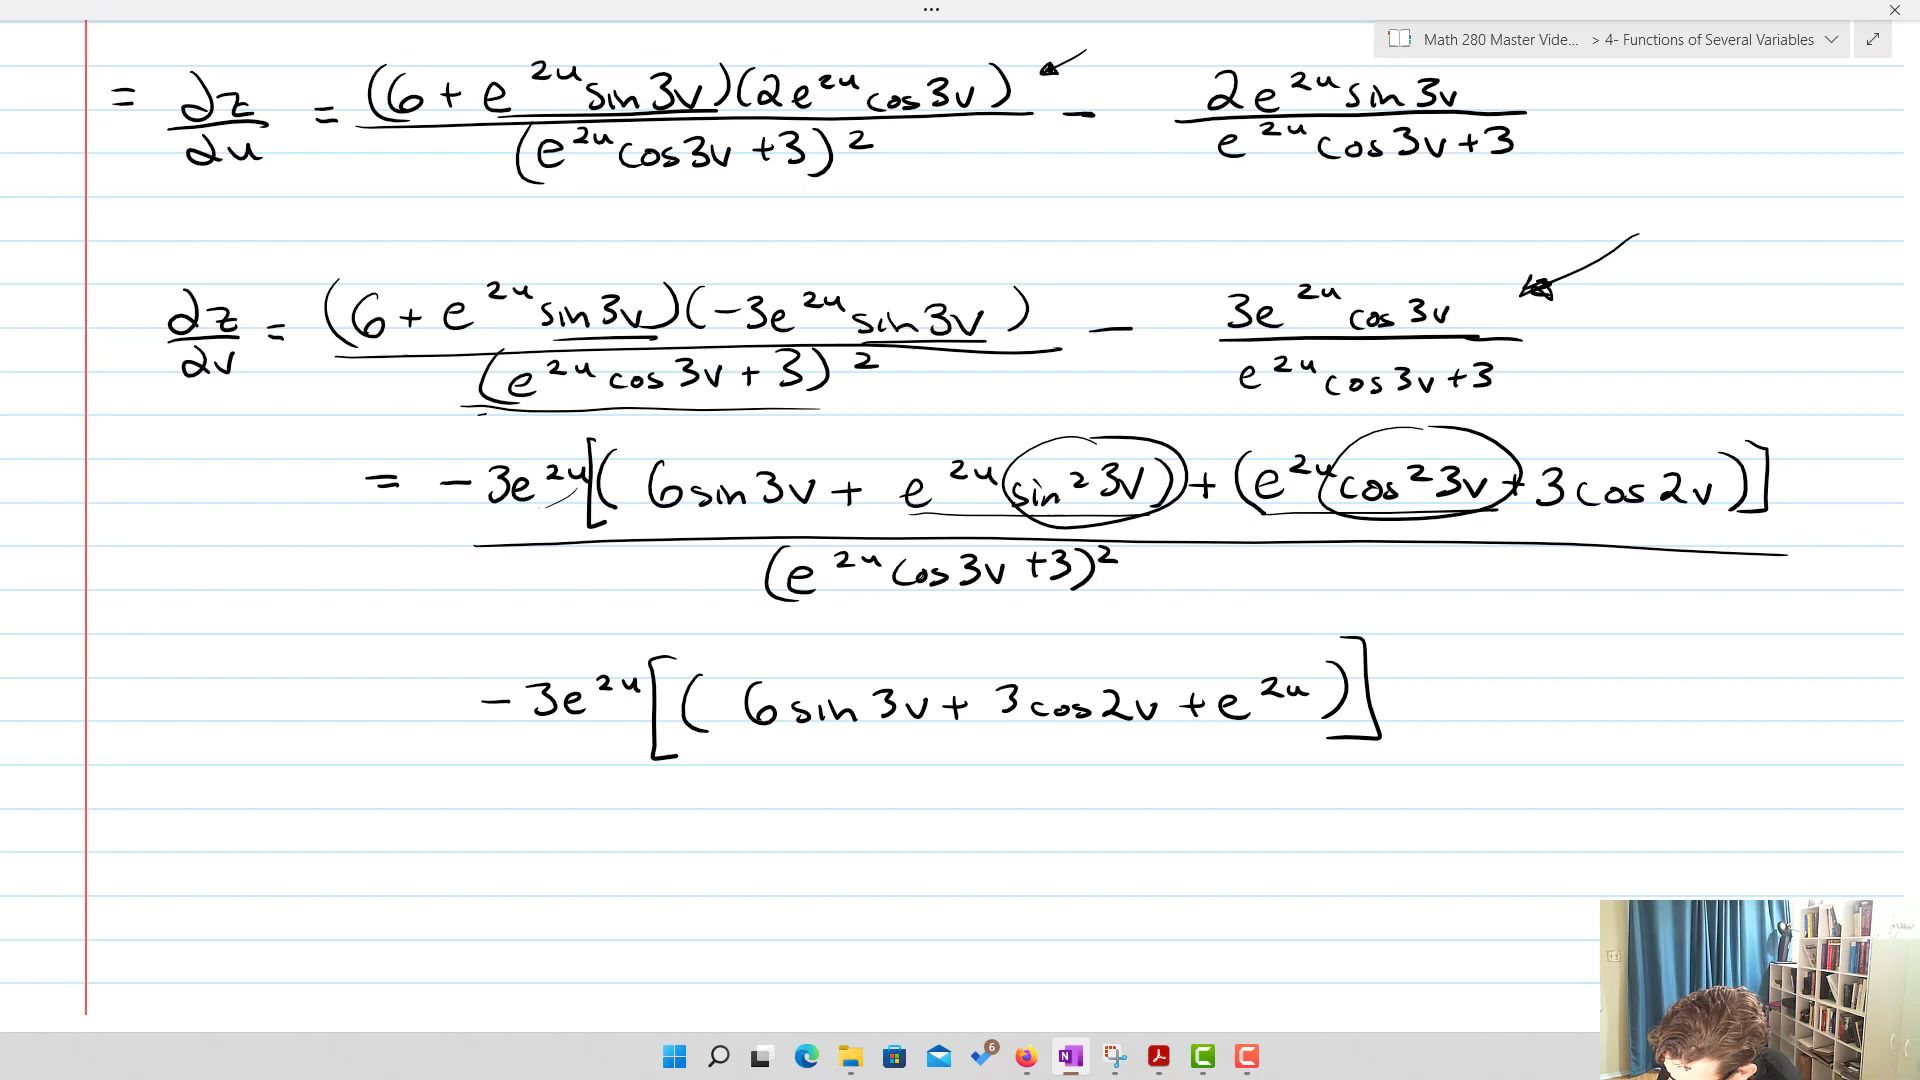 Math 280 Master Vide... > 4- Functions of Several Variables
= ∂z/∂u = (6 + e^{2u} sin 3v)(2e^{2u} cos 3v) / (e^{2u} cos 3v + 3)^2 − 2e^{2u} sin 3v / e^{2u} cos 3v + 3
∂z/∂v = (6 + e^{2u} sin 3v)(−3e^{2u} sin 3v) / (e^{2u} cos 3v + 3)^2 − 3e^{2u} cos 3v / e^{2u} cos 3v + 3
= −3e^{2u}[(6 sin 3v + e^{2u}(sin^2 3v)) + (e^{2u} cos^2 3v + 3 cos 2v)] / (e^{2u} cos 3v + 3)^2
−3e^{2u}[(6 sin 3v + 3 cos 2v + e^{2u})]
6